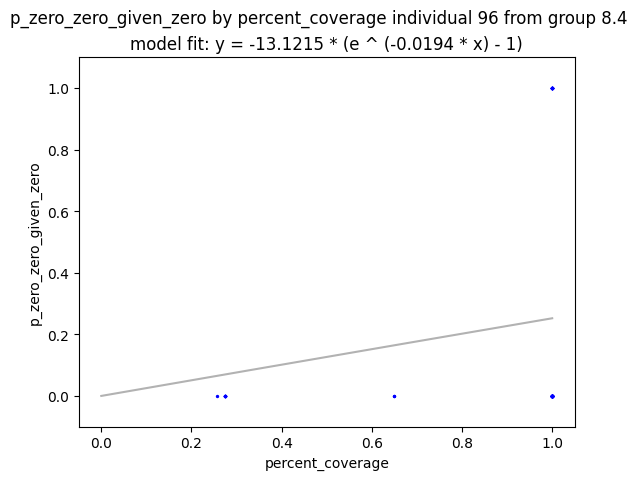 p_zero_zero_given_zero by percent_coverage individual 96 from group 8.4
model fit: y = -13.1215 * (e ^ (-0.0194 * x) - 1)
1.0
0.8
0.6
0.4
0.2
0.0
p_zero_zero_given_zero
0.0 0.2 0.4 0.6 0.8 1.0
percent_coverage